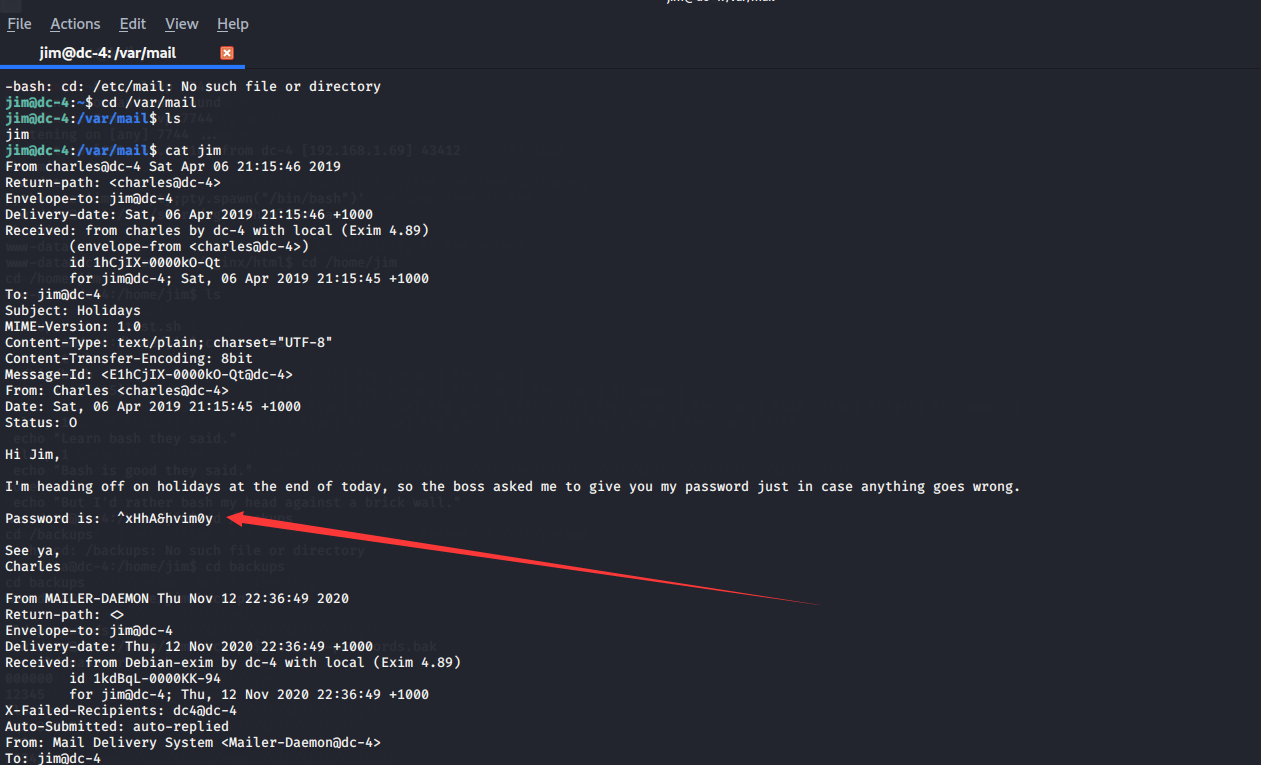 File Actions Edit View Help
jim@dc-4:/var/mail
-bash: cd: /etc/mail: No such file or directory
jim@dc-4:~$ cd /var/mail
jim@dc-4:/var/mail$ ls
jim
jim@dc-4:/var/mail$ cat jim
From charles@dc-4 Sat Apr 06 21:15:46 2019
Return-path: <charles@dc-4>
Envelope-to: jim@dc-4
Delivery-date: Sat, 06 Apr 2019 21:15:46 +1000
Received: from charles by dc-4 with local (Exim 4.89)
(envelope-from <charles@dc-4>)
id 1hCjIX-0000kO-Qt
for jim@dc-4; Sat, 06 Apr 2019 21:15:45 +1000
To: jim@dc-4
Subject: Holidays
MIME-Version: 1.0
Content-Type: text/plain; charset="UTF-8"
Content-Transfer-Encoding: 8bit
Message-Id: <E1hCjIX-0000kO-Qt@dc-4>
From: Charles <charles@dc-4>
Date: Sat, 06 Apr 2019 21:15:45 +1000
Status: O
Hi Jim,
I'm heading off on holidays at the end of today, so the boss asked me to give you my password just in case anything goes wrong.
Password is:  ^xHhA&hvim0y
See ya,
Charles
From MAILER-DAEMON Thu Nov 12 22:36:49 2020
Return-path: <>
Envelope-to: jim@dc-4
Delivery-date: Thu, 12 Nov 2020 22:36:49 +1000
Received: from Debian-exim by dc-4 with local (Exim 4.89)
id 1kdBqL-0000KK-94
for jim@dc-4; Thu, 12 Nov 2020 22:36:49 +1000
X-Failed-Recipients: dc4@dc-4
Auto-Submitted: auto-replied
From: Mail Delivery System <Mailer-Daemon@dc-4>
To: jim@dc-4